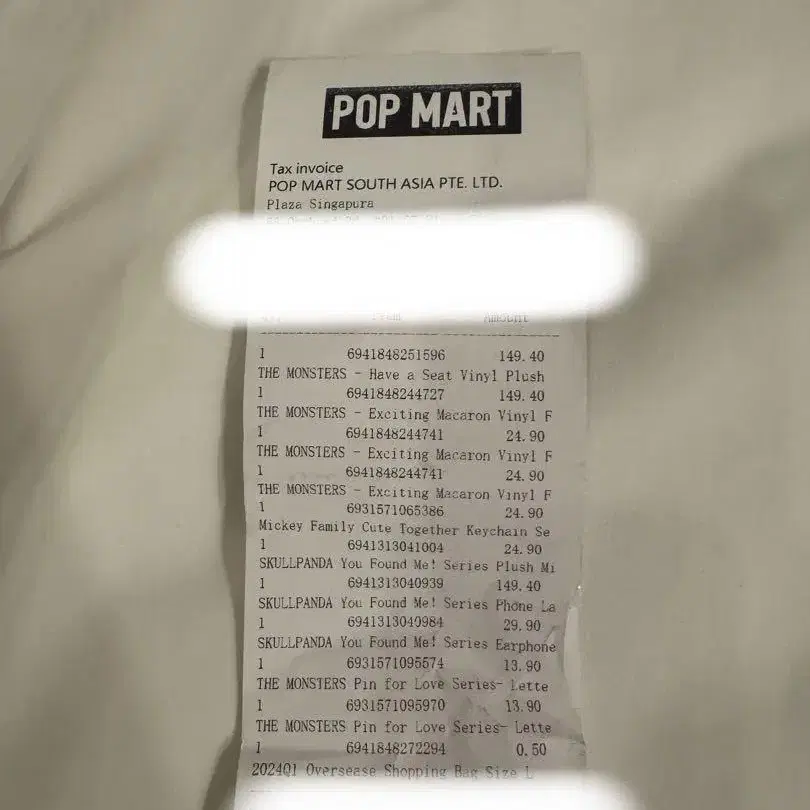 POP MART
Tax invoice
POP MART SOUTH ASIA PTE. LTD.
Plaza Singapura
Amount
1 6941848251596 149.40
THE MONSTERS - Have a Seat Vinyl Plush
1 6941848244727 149.40
THE MONSTERS - Exciting Macaron Vinyl F
1 6941848244741 24.90
THE MONSTERS - Exciting Macaron Vinyl F
1 6941848244741 24.90
THE MONSTERS - Exciting Macaron Vinyl F
1 6931571065386 24.90
Mickey Family Cute Together Keychain Se
1 6941313041004 24.90
SKULLPANDA You Found Me! Series Plush Mi
1 6941313040939 149.40
SKULLPANDA You Found Me! Series Phone La
1 6941313040984 29.90
SKULLPANDA You Found Me! Series Earphone
1 6931571095574 13.90
THE MONSTERS Pin for Love Series- Lette
1 6931571095970 13.90
THE MONSTERS Pin for Love Series- Lette
1 6941848272294 0.50
2024Q1 Oversease Shopping Bag Size L